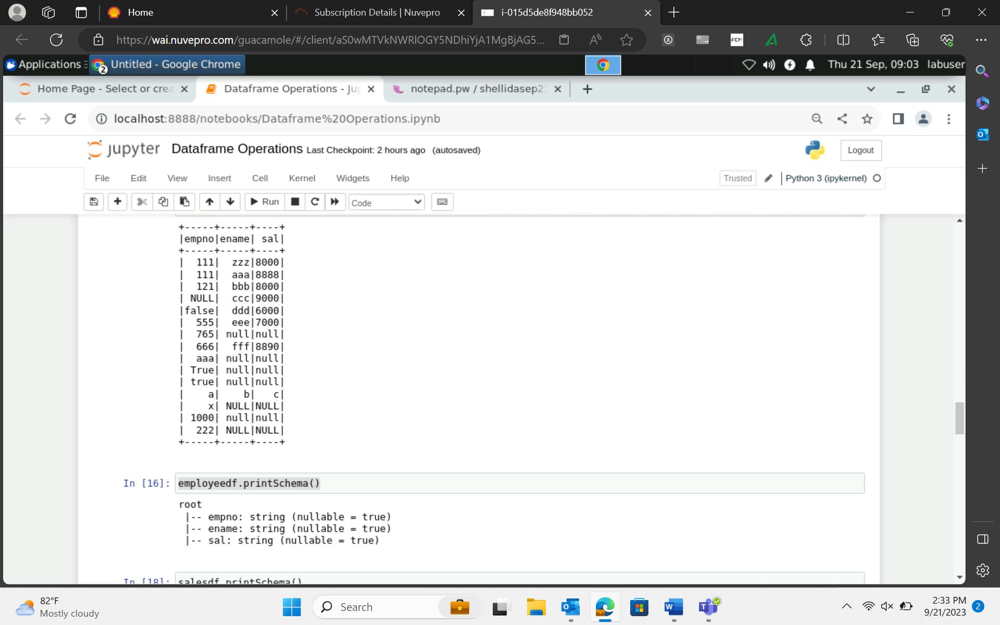 Home
Subscription Details | Nuvepro
i-015d5de8f948bb052
https://wai.nuvepro.com/guacamole/#/client/aS0wMTVkNWRlOGY5NDhiYjA1MgBjAG5...
FCM
Applications
2
Untitled - Google Chrome
Thu 21 Sep, 09:03
labuser
Home Page - Select or crea
Dataframe Operations - Ju
notepad.pw / shellidasep23
localhost:8888/notebooks/Dataframe%20Operations.ipynb
jupyter
Dataframe Operations
Last Checkpoint: 2 hours ago
(autosaved)
Logout
File
Edit
View
Insert
Cell
Kernel
Widgets
Help
Trusted
Python 3 (ipykernel)
Run
Code
+-----+-----+----+
|empno|ename| sal|
+-----+-----+----+
|  111|  zzz|8000|
|  111|  aaa|8888|
|  121|  bbb|8000|
| NULL|  ccc|9000|
|false|  ddd|6000|
|  555|  eee|7000|
|  765| null|null|
|  666|  fff|8890|
|  aaa| null|null|
| True| null|null|
| true| null|null|
|    a|    b|   c|
|    x| NULL|NULL|
| 1000| null|null|
|  222| NULL|NULL|
+-----+-----+----+
In [16]:
employeedf.printSchema()
root
|-- empno: string (nullable = true)
|-- ename: string (nullable = true)
|-- sal: string (nullable = true)
In [18]:
salesdf.printSchema()
82°F
Mostly cloudy
Search
2:33 PM
9/21/2023
2